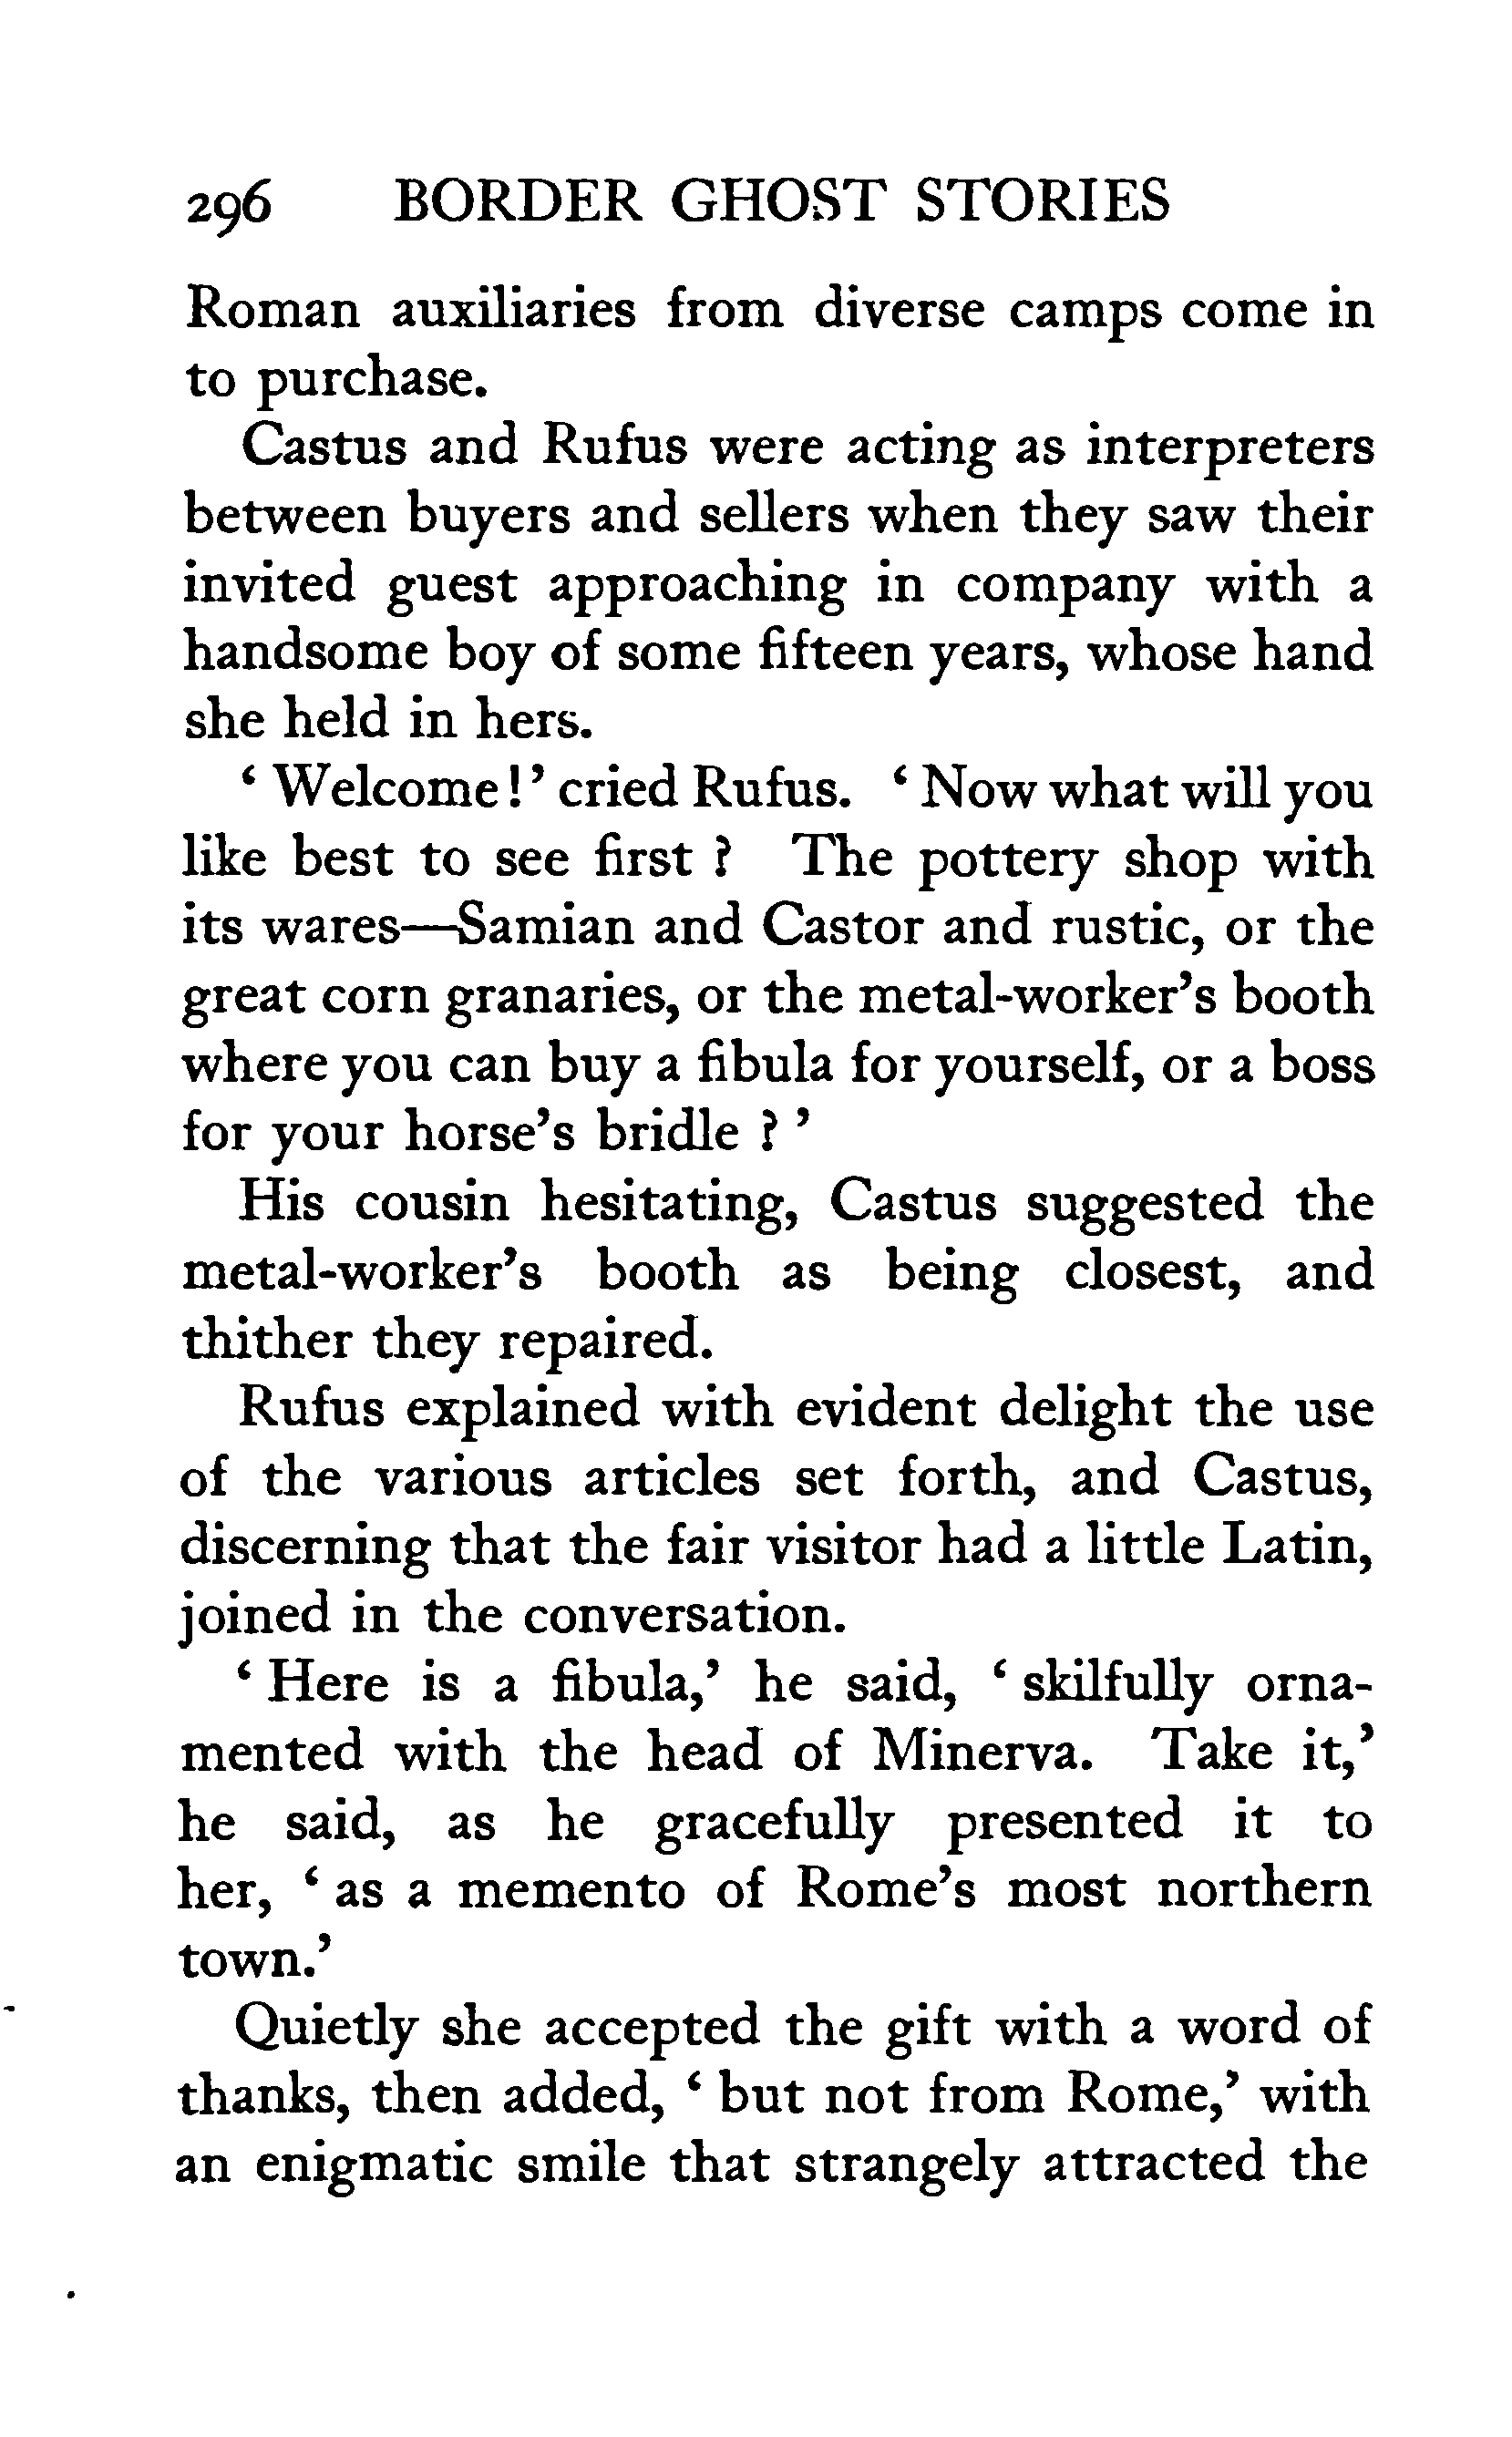 296 BORDER GHOST STORIES
Roman auxiliaries from diverse camps come in
to purchase.
Castus and Rufus were acting as interpreters
between buyers and sellers when they saw their
invited guest approaching in company with a
handsome boy of some fifteen years, whose hand
she held in hers.
‘ Welcome! ’ cried Rufus. ‘ Now what will you
like best to see first ? The pottery shop with
its wares—Samian and Castor and rustic, or the
great corn granaries, or the metal-worker’s booth
where you can buy a fibula for yourself, or a boss
for your horse’s bridle ? ’
His cousin hesitating, Castus suggested the
metal-worker’s booth as being closest, and
thither they repaired.
Rufus explained with evident delight the use
of the various articles set forth, and Castus,
discerning that the fair visitor had a little Latin,
joined in the conversation.
‘ Here is a fibula,’ he said, ‘ skilfully orna-
mented with the head of Minerva. Take it,’
he said, as he gracefully presented it to
her, ‘ as a memento of Rome’s most northern
town.’
Quietly she accepted the gift with a word of
thanks, then added, ‘ but not from Rome,’ with
an enigmatic smile that strangely attracted the